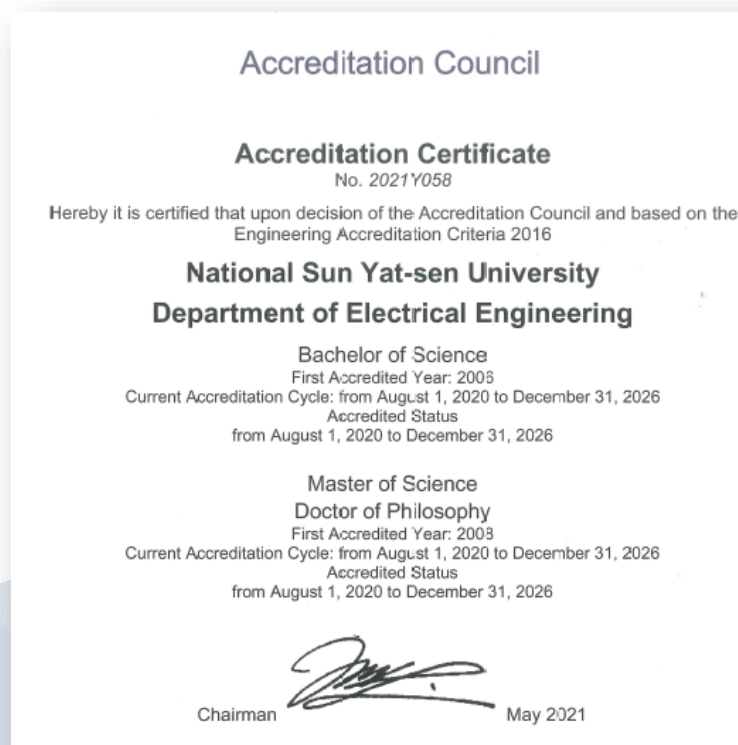 Accreditation Council
Accreditation Certificate
No. 2021Y058
Hereby it is certified that upon decision of the Accreditation Council and based on the
Engineering Accreditation Criteria 2016
National Sun Yat-sen University
Department of Electrical Engineering
Bachelor of Science
First Accredited Year: 2006
Current Accreditation Cycle: from August 1, 2020 to December 31, 2026
Accredited Status
from August 1, 2020 to December 31, 2026
Master of Science
Doctor of Philosophy
First Accredited Year: 2008
Current Accreditation Cycle: from August 1, 2020 to December 31, 2026
Accredited Status
from August 1, 2020 to December 31, 2026
Chairman May 2021